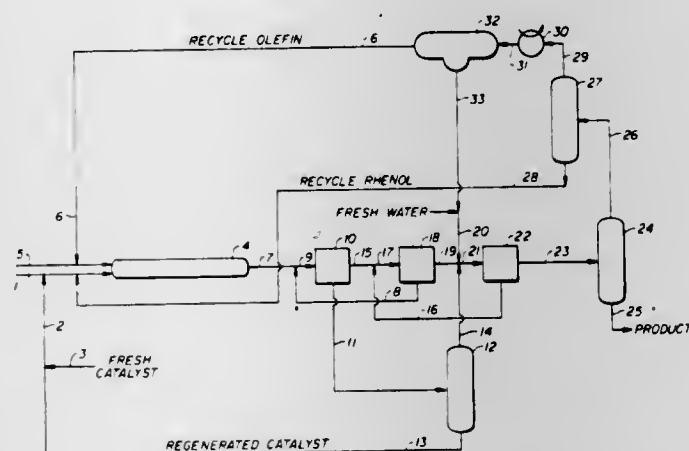 RECYCLE OLEFIN 6 32 30
31 29
33 27
26
RECYCLE RHENOL 28
6 FRESH WATER
5 4 10 18 20 22 24
7 9 15 17 19 21 23
1 8
16 25
2 11 14 12 PRODUCT
3 FRESH
CATALYST
REGENERATED CATALYST 13